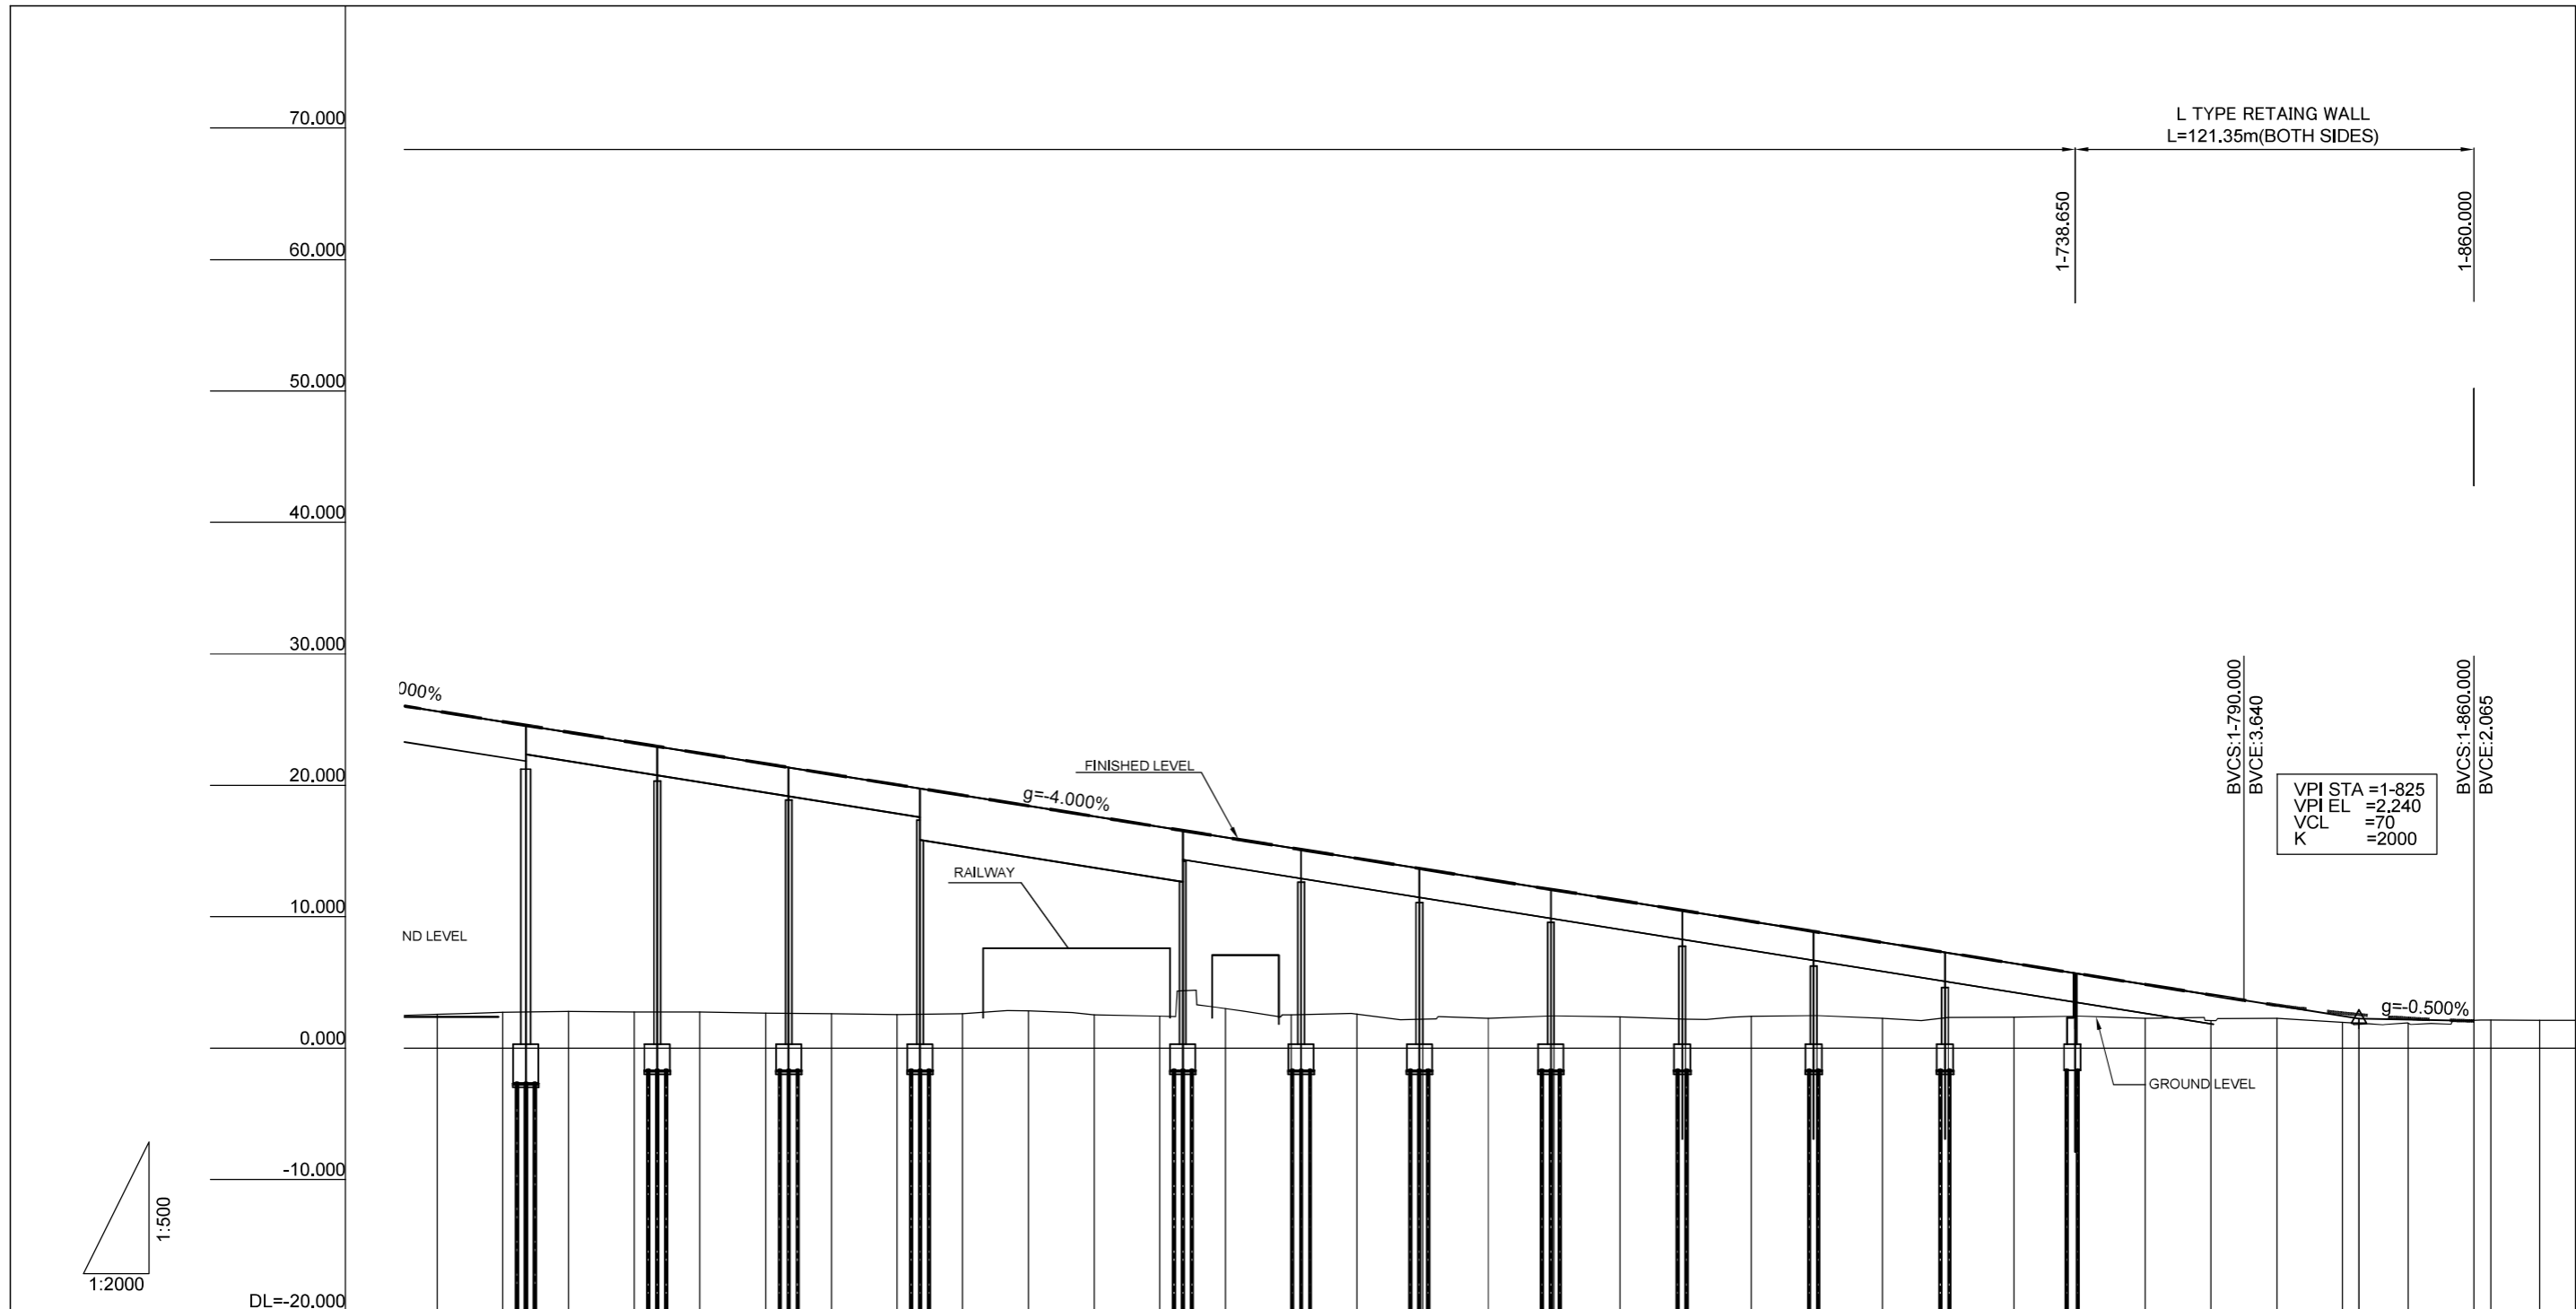 L TYPE RETAING WALL
L=121.35m(BOTH SIDES)
70.000
60.000
50.000
40.000
30.000
20.000
10.000
0.000
-10.000
DL=-20.000
1-738.650
1-860.000
000%
FINISHED LEVEL
g=-4.000%
RAILWAY
ND LEVEL
BVCS:1-790.000
BVCE:3.640
BVCS:1-860.000
BVCE:2.065
VPI STA =1-825
VPI EL =2.240
VCL =70
K =2000
g=-0.500%
GROUND LEVEL
1:500
1:2000